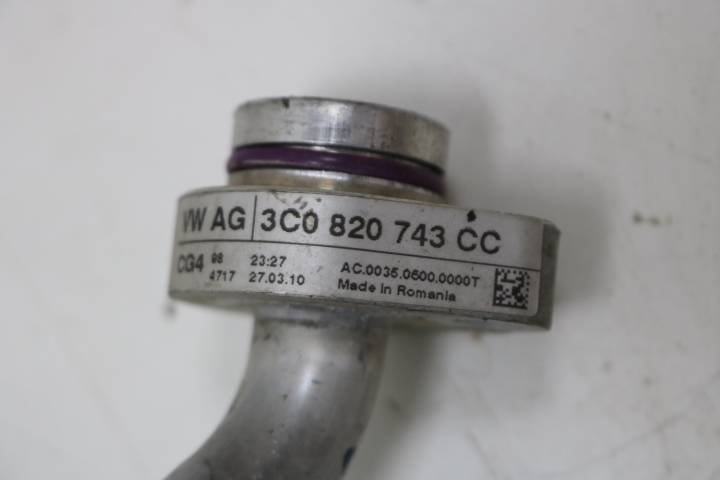 VW AG 3C0 820 743 CC
CG4 98 23:27 AC.0035.0600.0000T
4717 27.03.10 Made in Romania